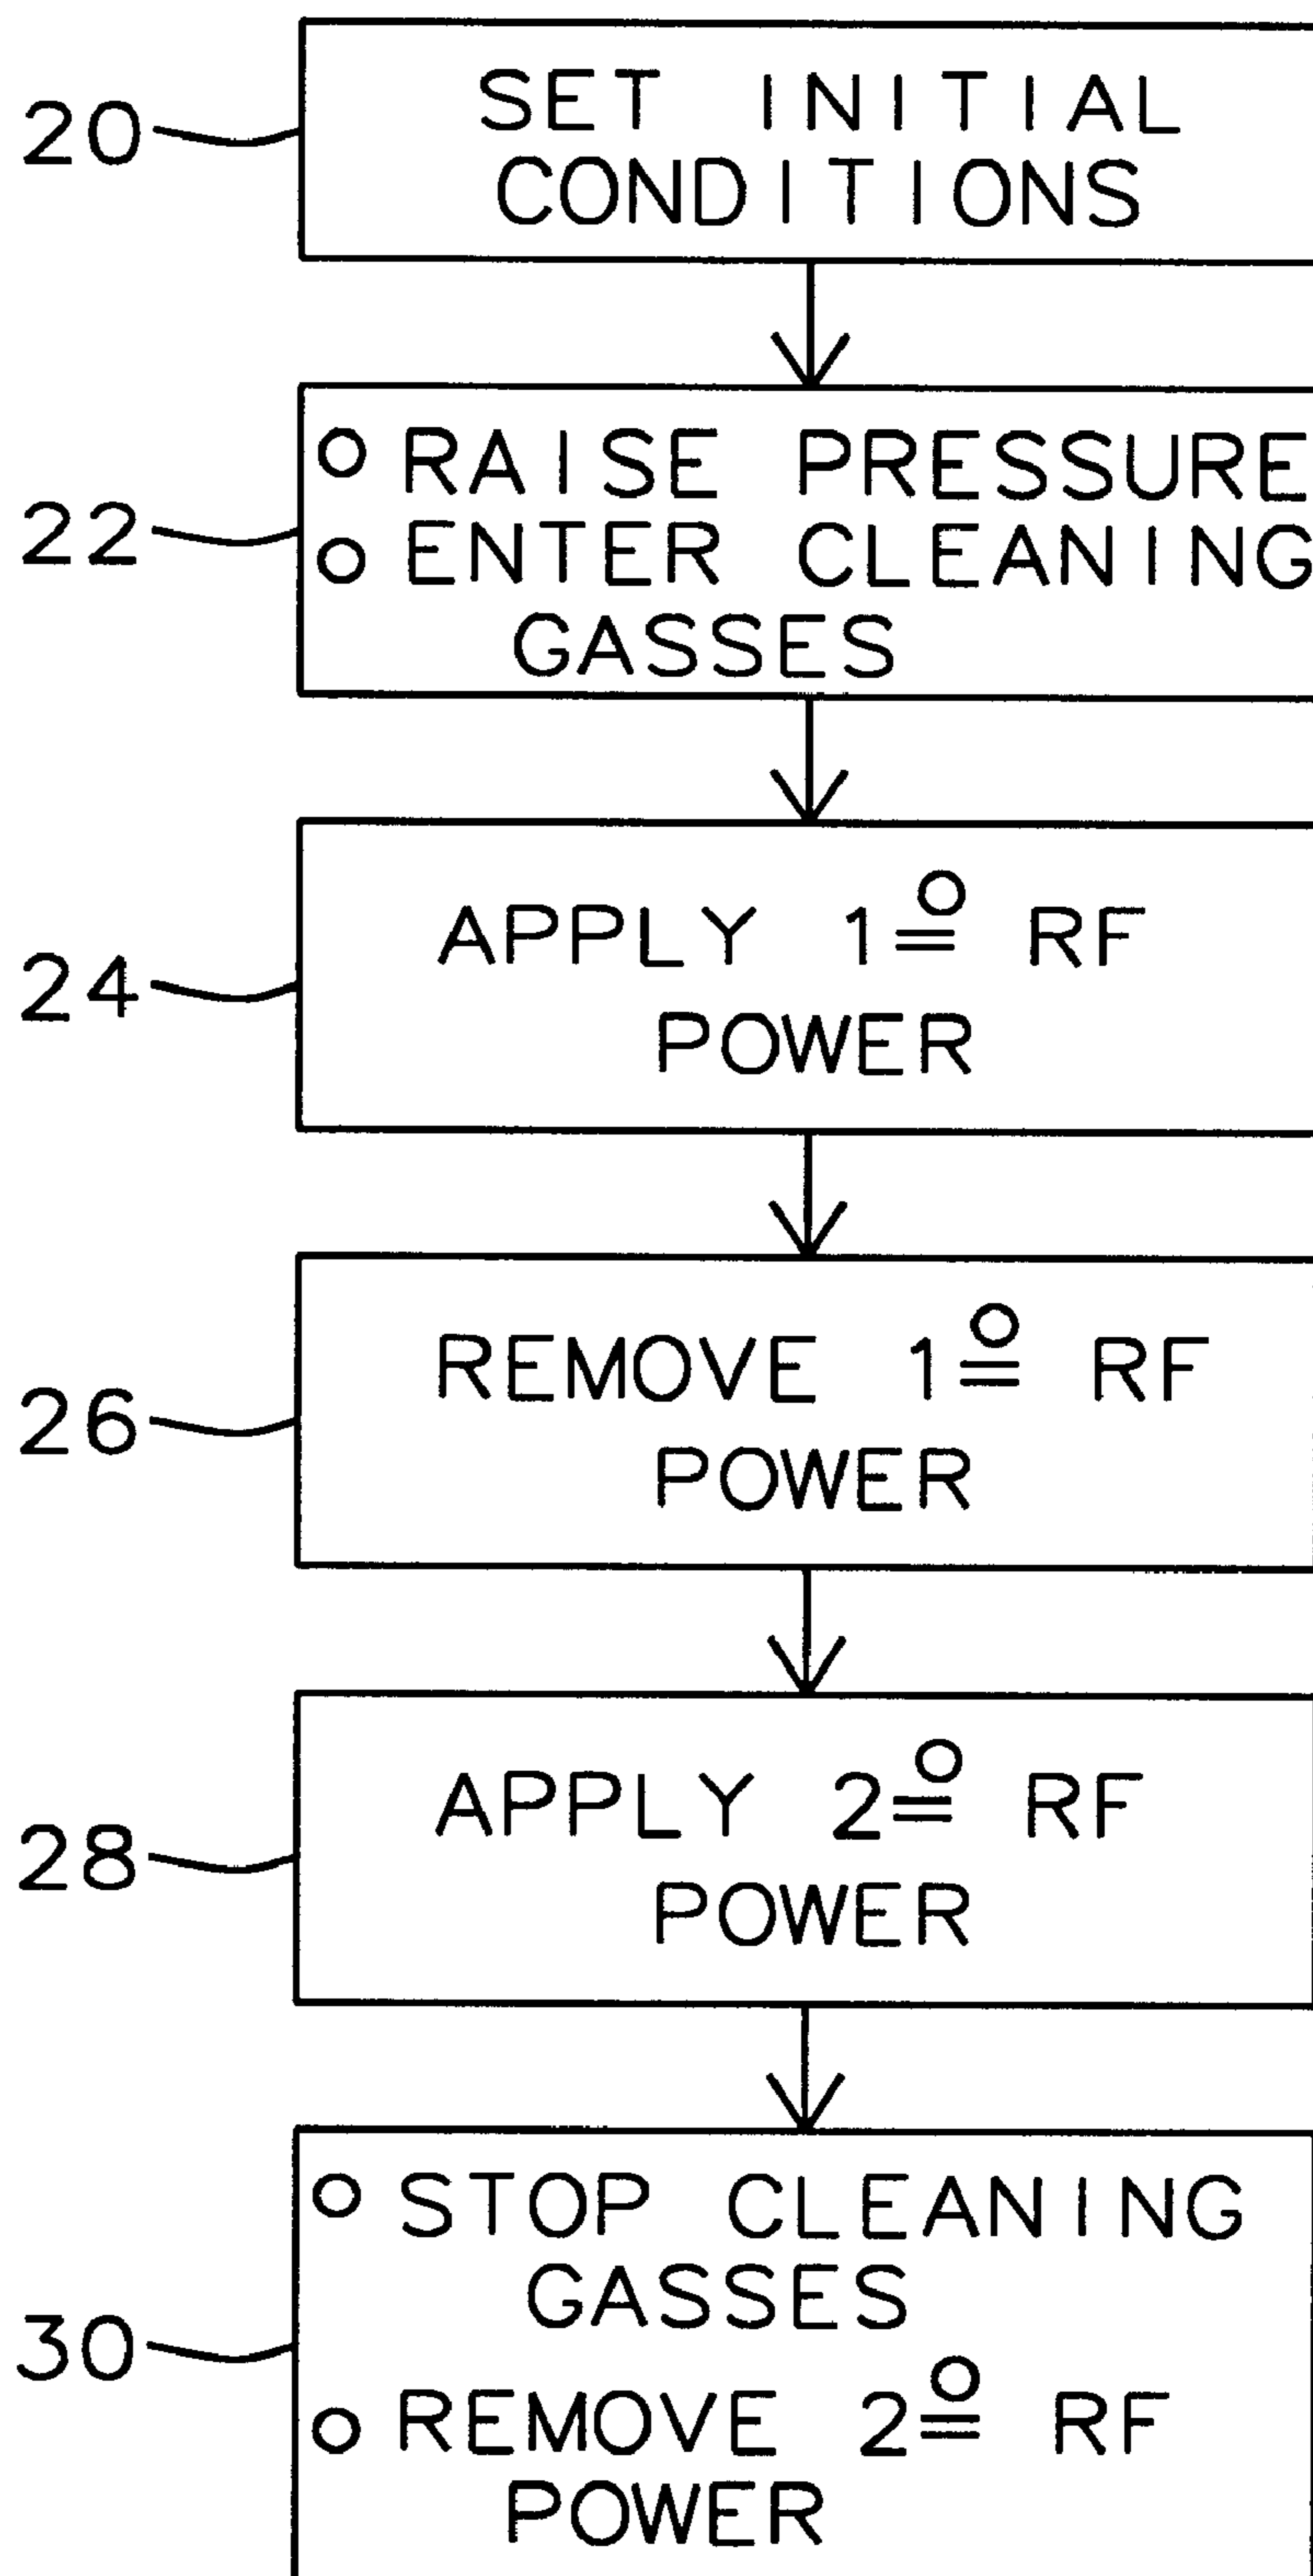 20
SET INITIAL
CONDITIONS
22
○ RAISE PRESSURE
○ ENTER CLEANING
GASSES
24
APPLY 1º RF
POWER
26
REMOVE 1º RF
POWER
28
APPLY 2º RF
POWER
30
○ STOP CLEANING
GASSES
○ REMOVE 2º RF
POWER